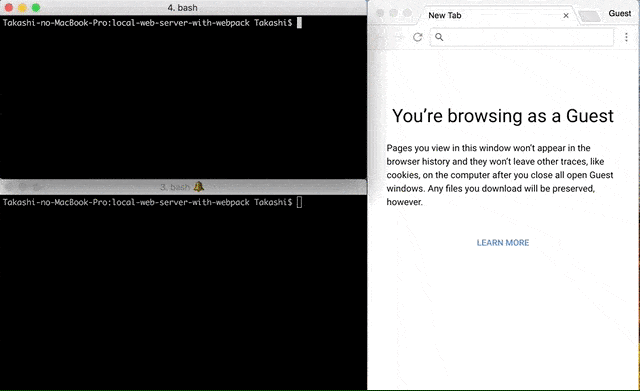 4. bash
Takashi-no-MacBook-Pro:local-web-server-with-webpack Takashi$
3. bash
Takashi-no-MacBook-Pro:local-web-server-with-webpack Takashi$
New Tab
Guest
You’re browsing as a Guest
Pages you view in this window won’t appear in the
browser history and they won’t leave other traces, like
cookies, on the computer after you close all open Guest
windows. Any files you download will be preserved,
however.
LEARN MORE